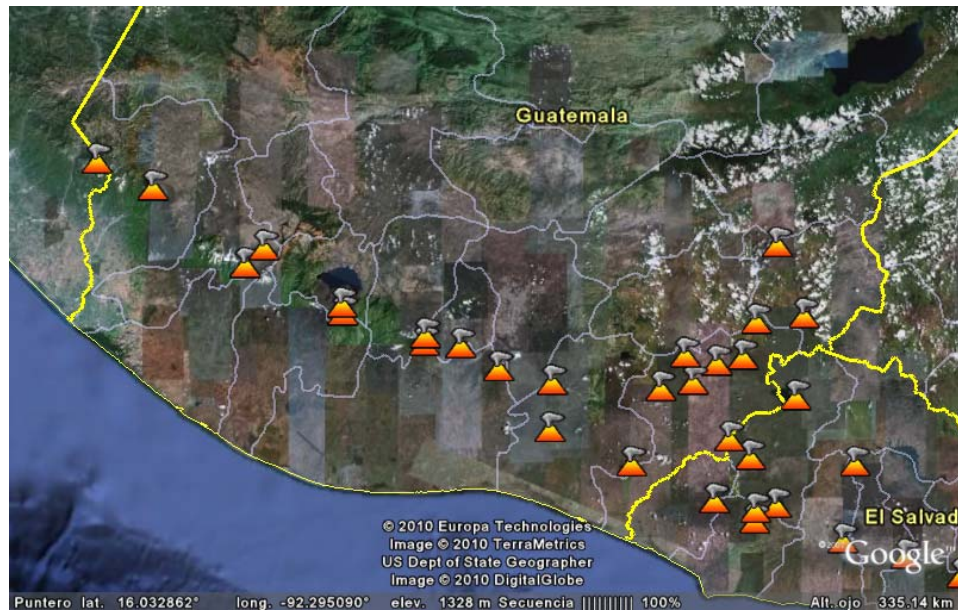 Guatemala
El Salvad
© 2010 Europa Technologies
Image © 2010 TerraMetrics
US Dept of State Geographer
Image © 2010 DigitalGlobe
©
Google
Puntero lat. 16.032862° long. -92.295090° elev. 1328 m Secuencia 100% Alt. ojo 335.14 km